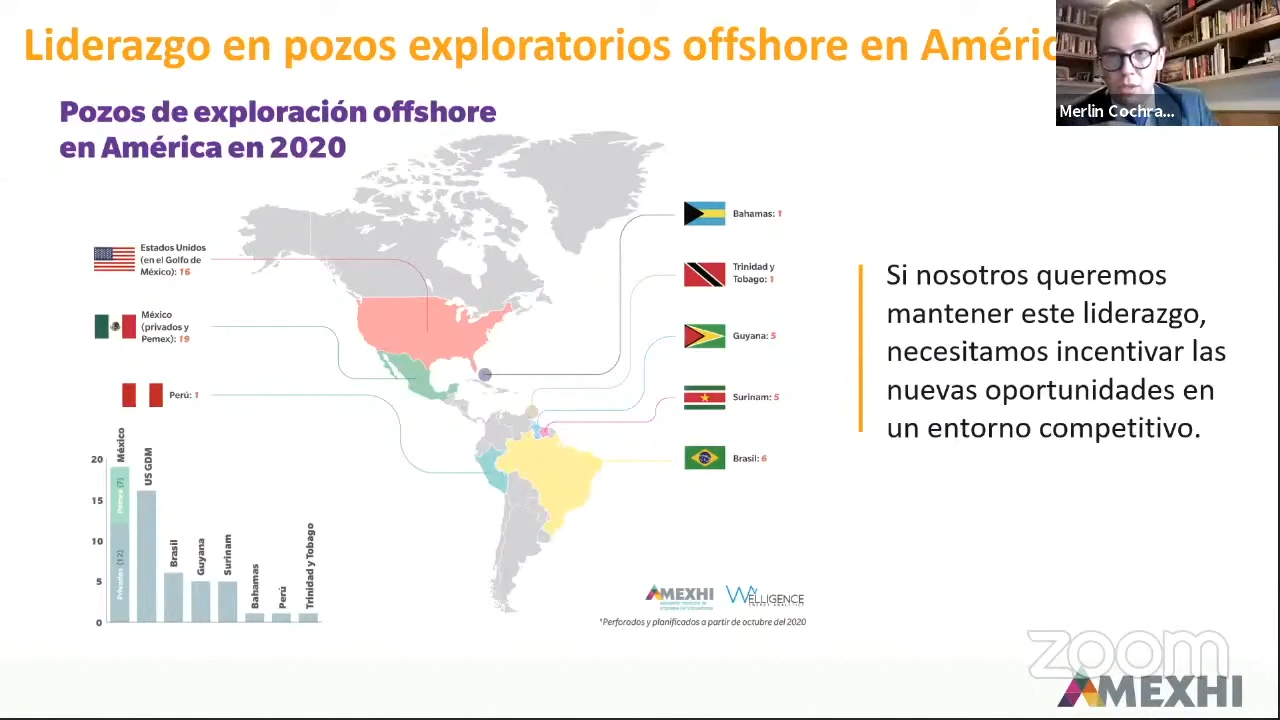 Liderazgo en pozos exploratorios offshore en Améric
Merlin Cochra...
Pozos de exploración offshore
en América en 2020
Estados Unidos
(en el Golfo de
México): 16
México
(privados y
Pemex): 19
Perú: 1
Bahamas: 1
Trinidad y
Tobago: 1
Guyana: 5
Surinam: 5
Brasil: 6
Si nosotros queremos
mantener este liderazgo,
necesitamos incentivar las
nuevas oportunidades en
un entorno competitivo.
20
15
10
5
0
México
Pemex (7)
Privados (12)
US GDM
Brasil
Guyana
Surinam
Bahamas
Perú
Trinidad y Tobago
AMEXHI
WELLIGENCE
ENERGY ANALYTICS
*Perforados y planificados a partir de octubre del 2020
zoom
AMEXHI